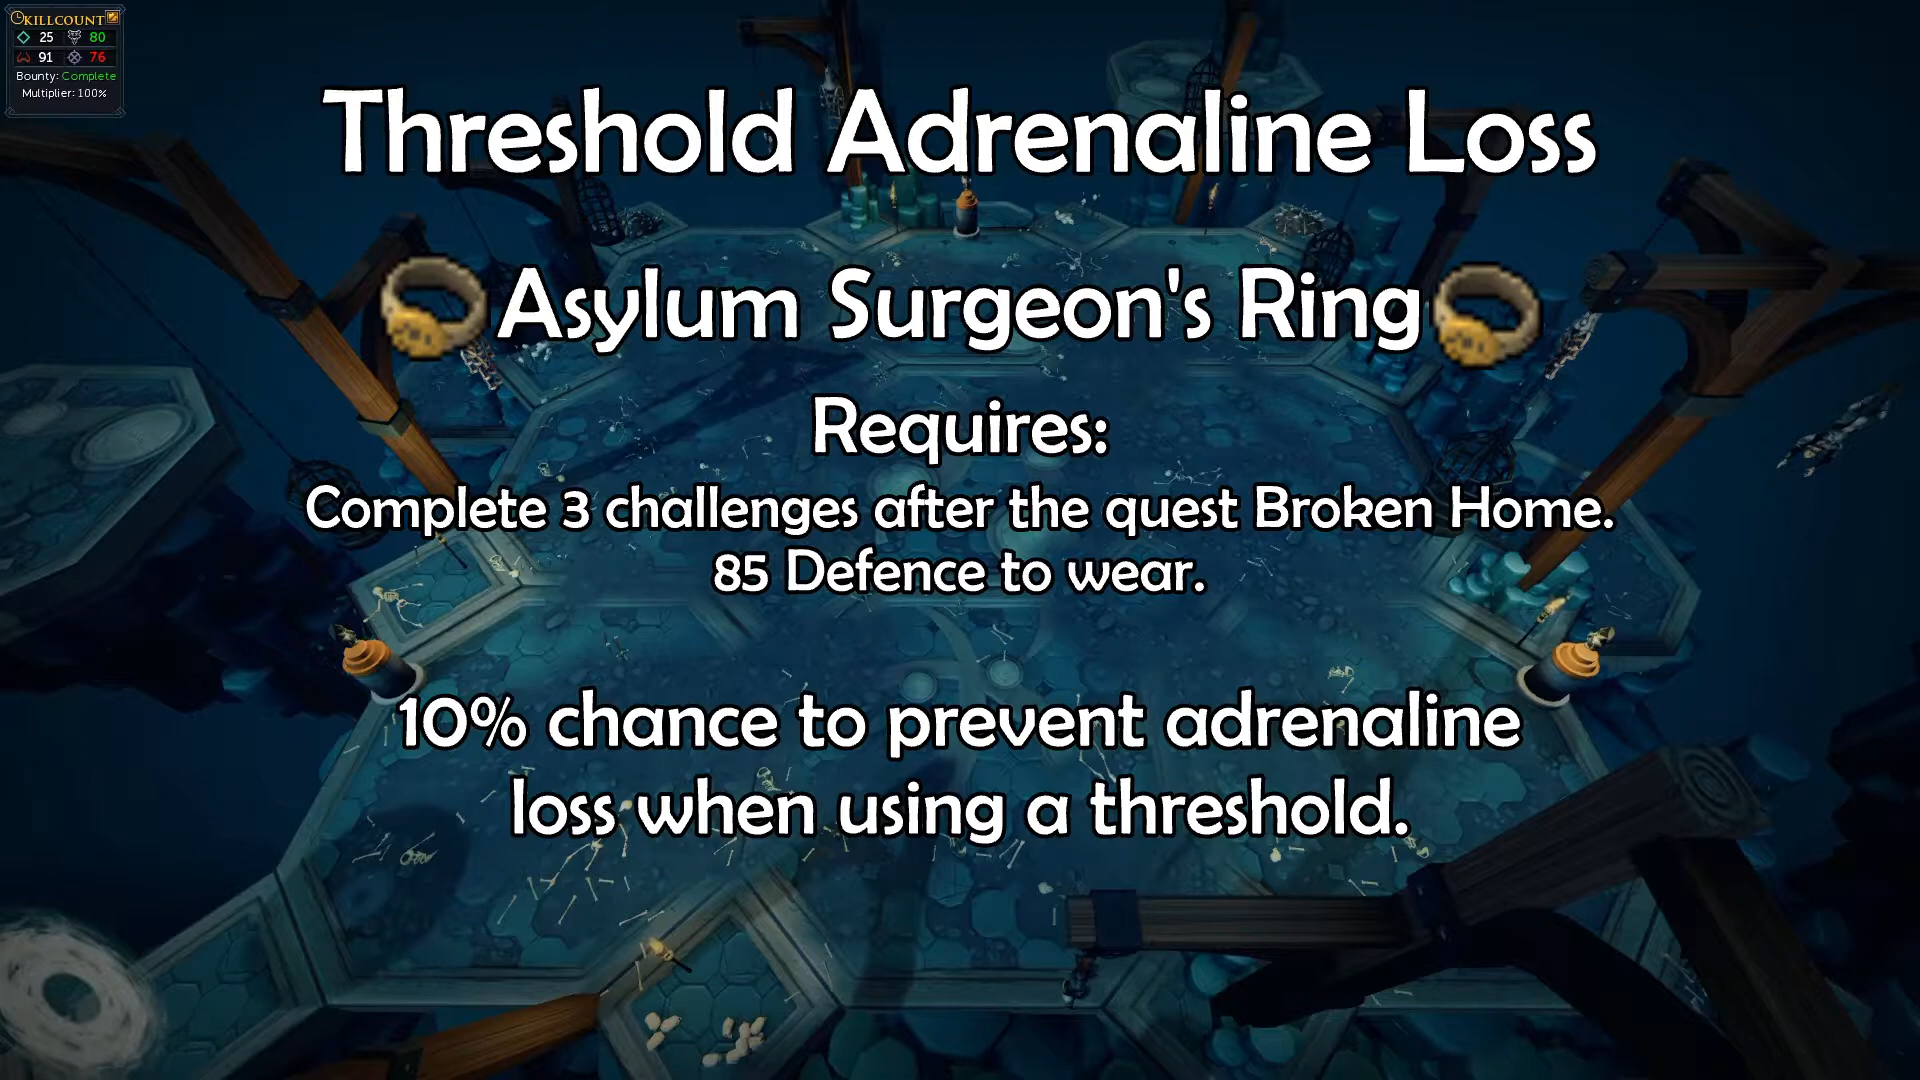 KILLCOUNT
25 80
91 76
Bounty: Complete
Multiplier: 100%
Threshold Adrenaline Loss
Asylum Surgeon's Ring
Requires:
Complete 3 challenges after the quest Broken Home.
85 Defence to wear.
10% chance to prevent adrenaline
loss when using a threshold.